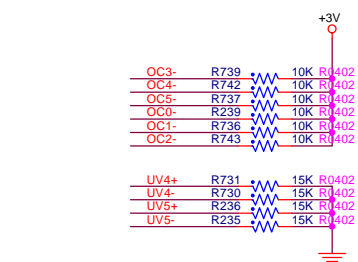 +3V
OC3- R739 10K R0402
OC4- R742 10K R0402
OC5- R737 10K R0402
OC0- R239 10K R0402
OC1- R736 10K R0402
OC2- R743 10K R0402
UV4+ R731 15K R0402
UV4- R730 15K R0402
UV5+ R236 15K R0402
UV5- R235 15K R0402